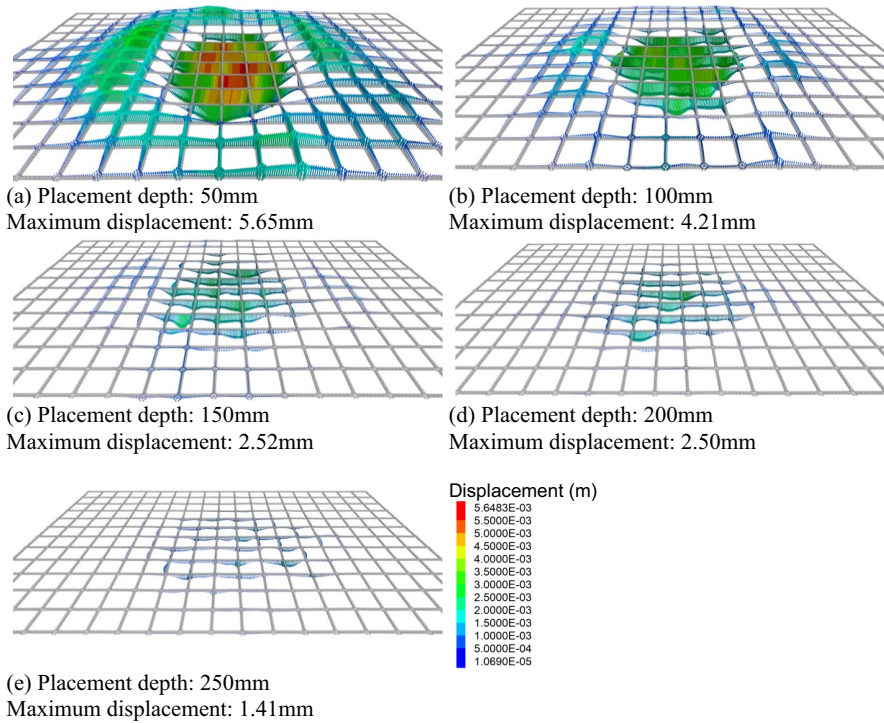 (a) Placement depth: 50mm
Maximum displacement: 5.65mm
(b) Placement depth: 100mm
Maximum displacement: 4.21mm
(c) Placement depth: 150mm
Maximum displacement: 2.52mm
(d) Placement depth: 200mm
Maximum displacement: 2.50mm
(e) Placement depth: 250mm
Maximum displacement: 1.41mm
Displacement (m)
5.6483E-03
5.5000E-03
5.0000E-03
4.5000E-03
4.0000E-03
3.5000E-03
3.0000E-03
2.5000E-03
2.0000E-03
1.5000E-03
1.0000E-03
5.0000E-04
1.0690E-05